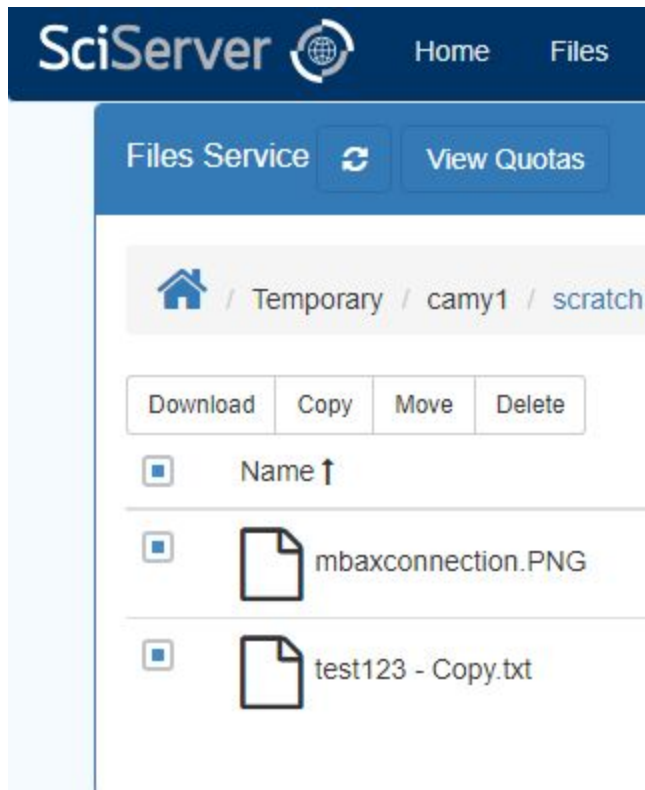 SciServer Home Files
Files Service View Quotas
/ Temporary / camy1 / scratch
Download Copy Move Delete
Name
mbaxconnection.PNG
test123 - Copy.txt